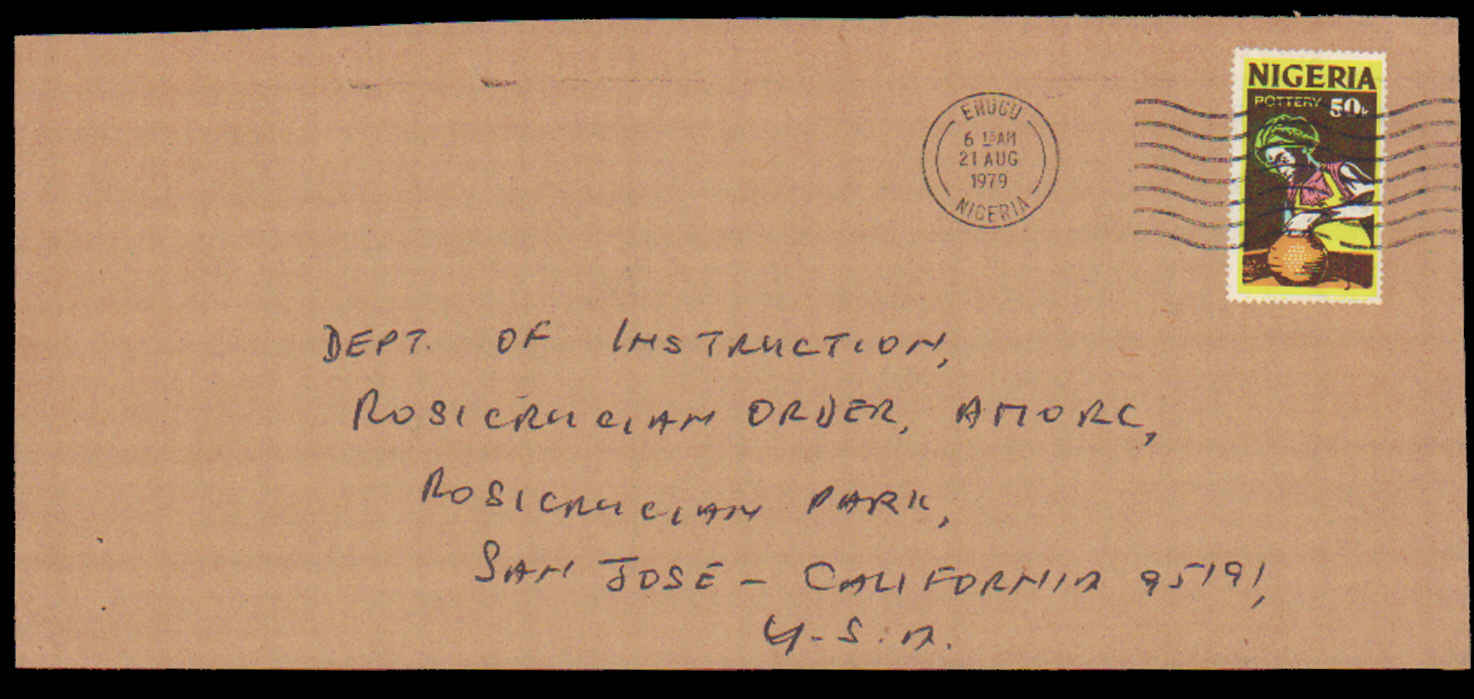 NIGERIA
POTTERY 50k
ENUGU
6 15AM
21 AUG
1979
NIGERIA
DEPT. OF INSTRUCTION,
ROSICRUCIAN ORDER, AMORC,
ROSICRUCIAN PARK,
SAN JOSE - CALIFORNIA 95191,
U.S.A.